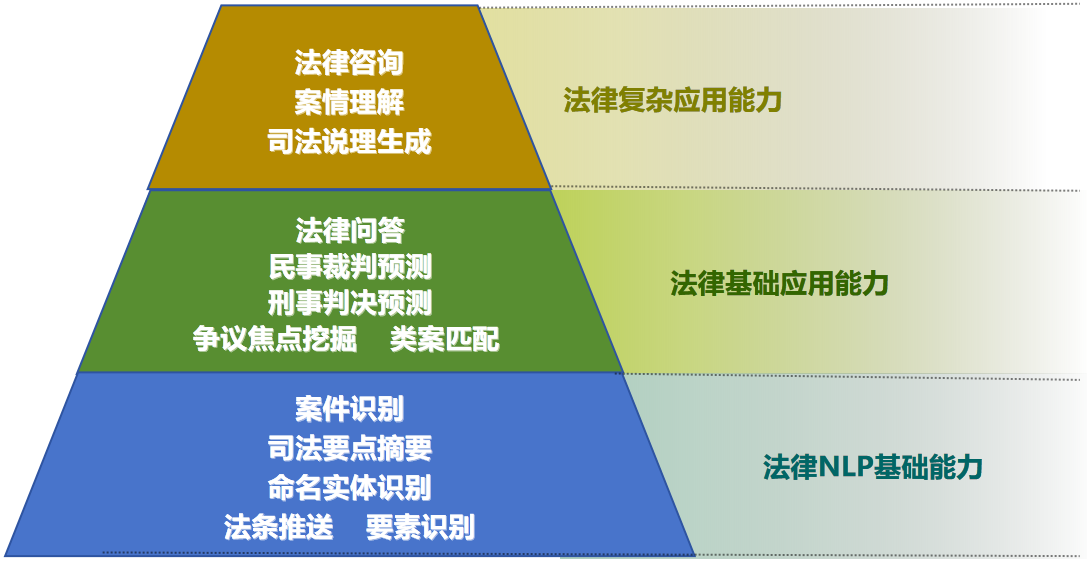 法律咨询
案情理解
司法说理生成
法律复杂应用能力
法律问答
民事裁判预测
刑事判决预测
争议焦点挖掘 类案匹配
法律基础应用能力
案件识别
司法要点摘要
命名实体识别
法条推送 要素识别
法律NLP基础能力